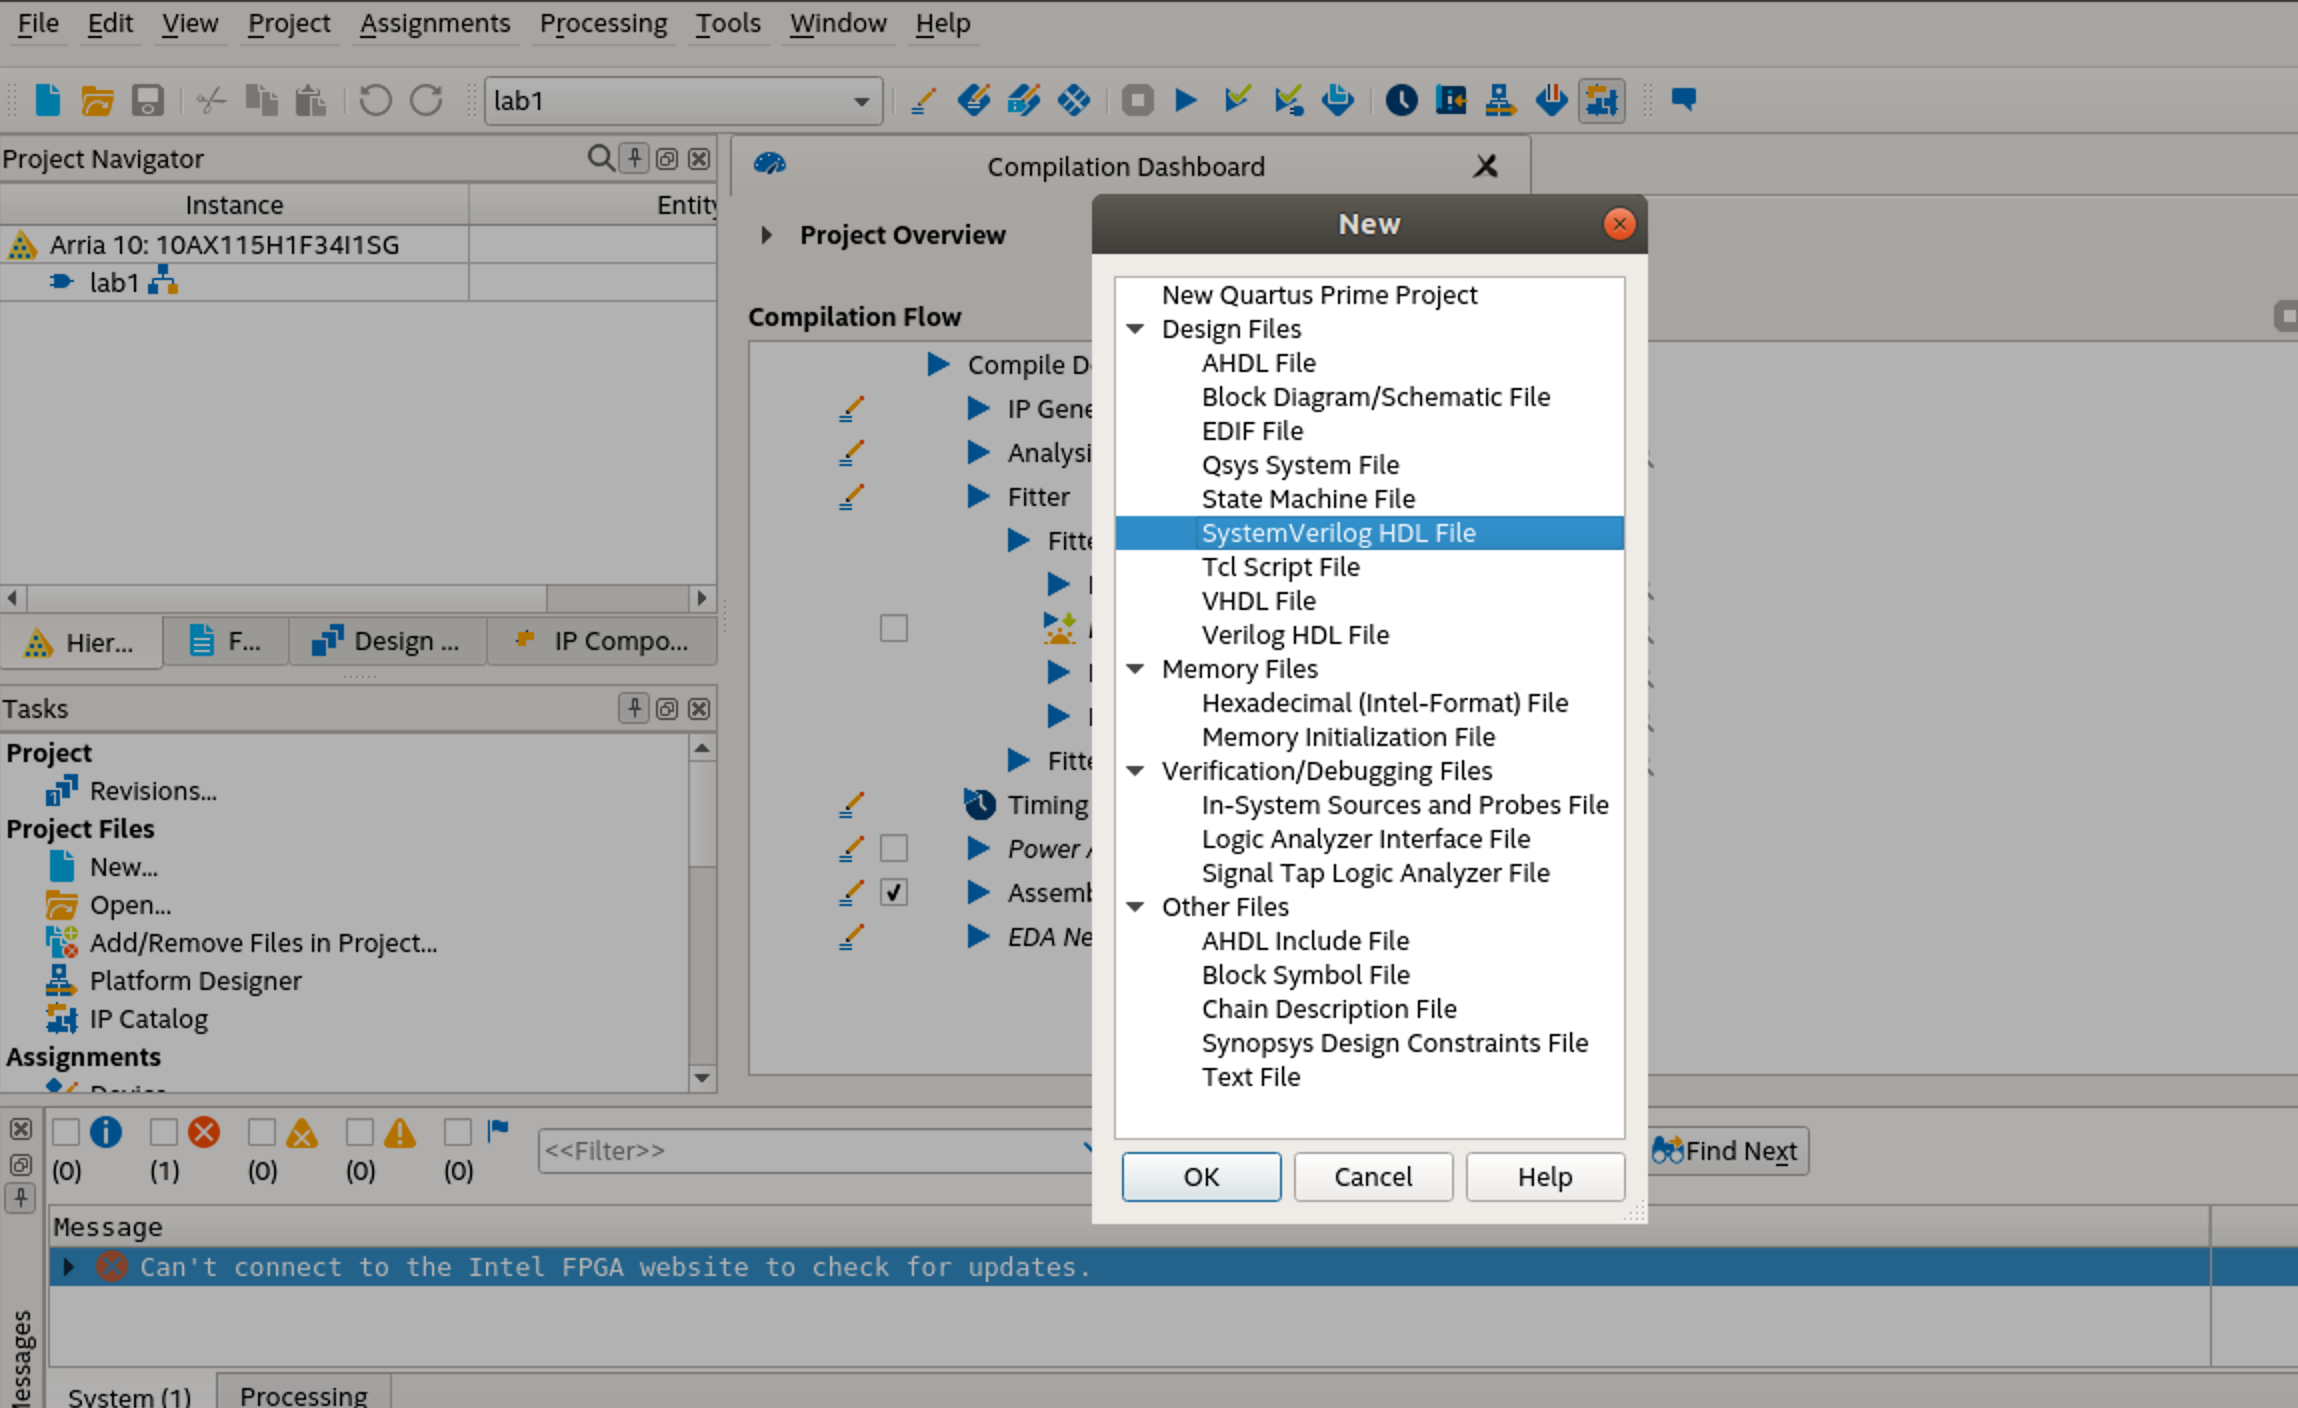 File Edit View Project Assignments Processing Tools Window Help
lab1
Project Navigator
Instance Entity
Arria 10: 10AX115H1F34I1SG
lab1
Hier... F... Design ... IP Compo...
Tasks
Project
Revisions...
Project Files
New...
Open...
Add/Remove Files in Project...
Platform Designer
IP Catalog
Assignments
Compilation Dashboard
Project Overview
Compilation Flow
Compile D
IP Gene
Analysi
Fitter
Fitte
Fitte
Timing
Power
Assemb
EDA Ne
New
New Quartus Prime Project
Design Files
AHDL File
Block Diagram/Schematic File
EDIF File
Qsys System File
State Machine File
SystemVerilog HDL File
Tcl Script File
VHDL File
Verilog HDL File
Memory Files
Hexadecimal (Intel-Format) File
Memory Initialization File
Verification/Debugging Files
In-System Sources and Probes File
Logic Analyzer Interface File
Signal Tap Logic Analyzer File
Other Files
AHDL Include File
Block Symbol File
Chain Description File
Synopsys Design Constraints File
Text File
OK Cancel Help
(0) (1) (0) (0) (0)
<<Filter>>
Find Next
Message
Can't connect to the Intel FPGA website to check for updates.
System (1) Processing